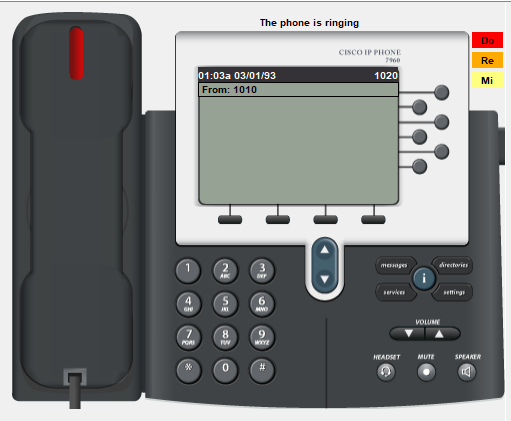 The phone is ringing
Do
Re
Mi
CISCO IP PHONE
7960
01:03a 03/01/93 1020
From: 1010
1 2 ABC 3 DEF
4 GHI 5 JKL 6 MNO
7 PQRS 8 TUV 9 WXYZ
* 0 #
messages directories
i
services settings
VOLUME
HEADSET MUTE SPEAKER